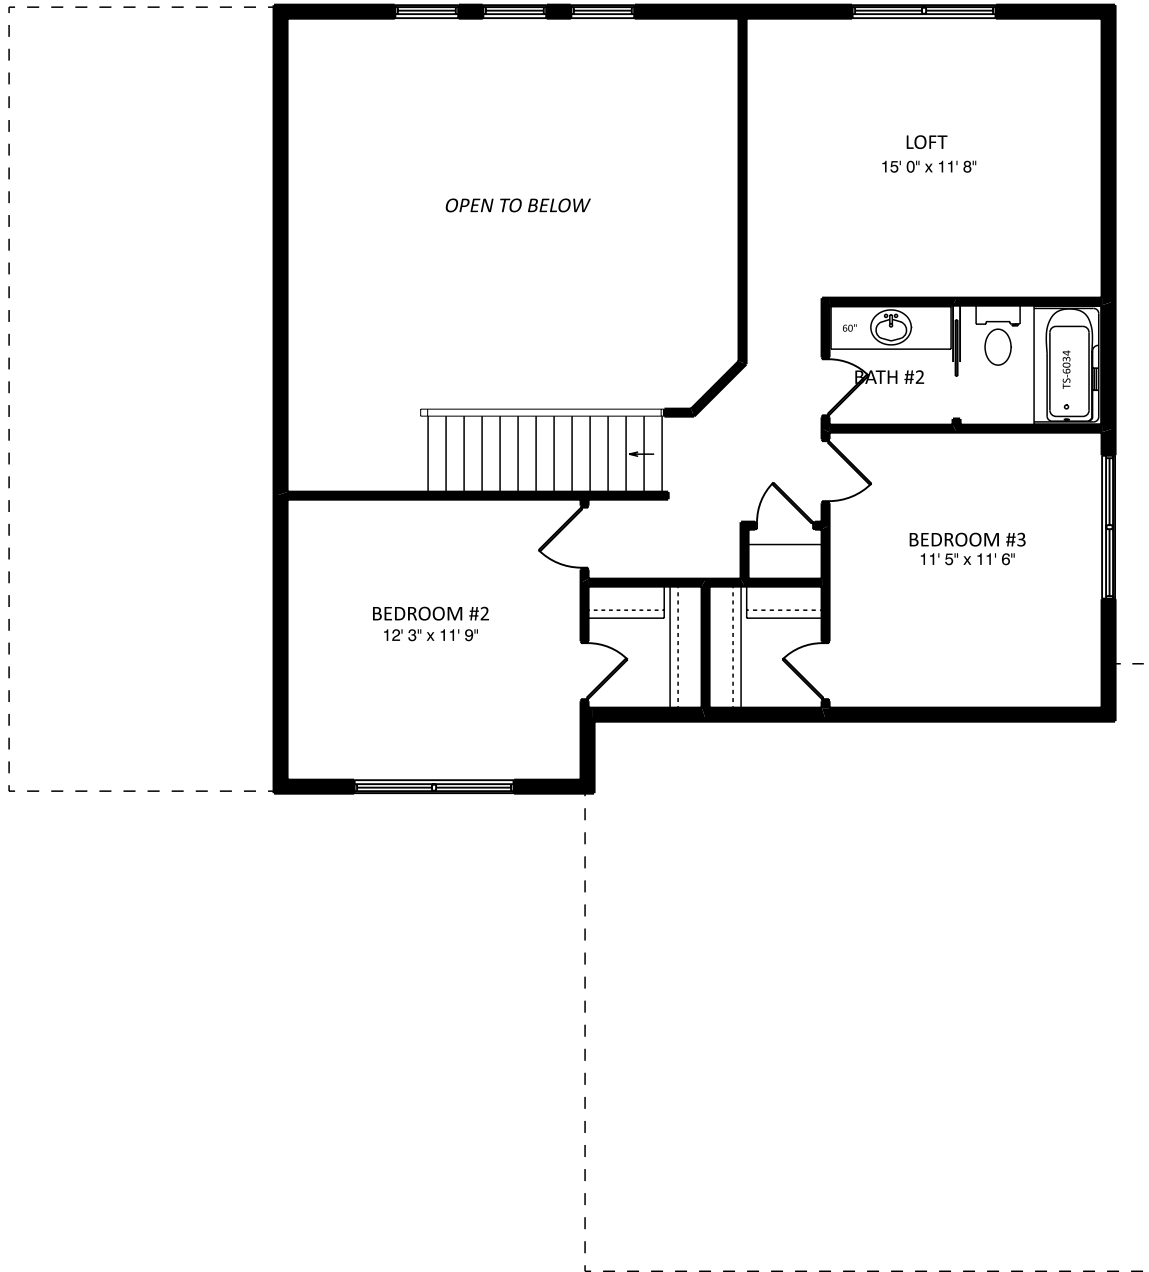 LOFT
15' 0" x 11' 8"
OPEN TO BELOW
60"
BATH #2
TS-6034
BEDROOM #3
11' 5" x 11' 6"
BEDROOM #2
12' 3" x 11' 9"